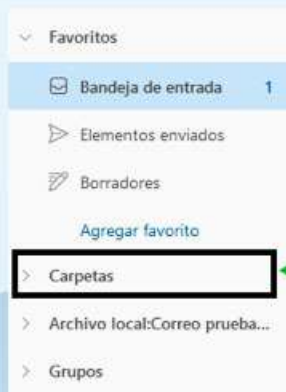 Favoritos
Bandeja de entrada 1
Elementos enviados
Borradores
Agregar favorito
Carpetas
Archivo local:Correo prueba...
Grupos